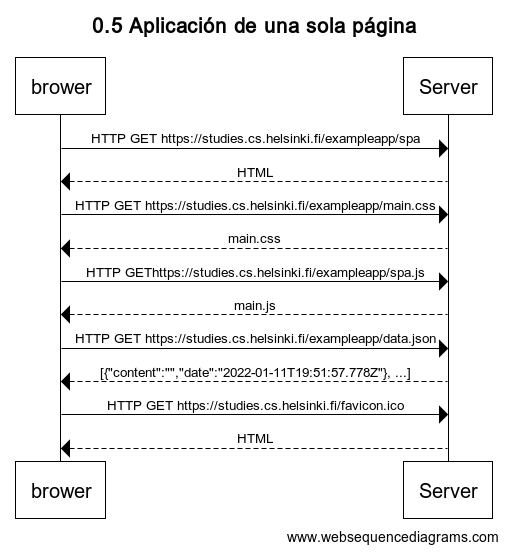 0.5 Aplicación de una sola página
brower
Server
HTTP GET https://studies.cs.helsinki.fi/exampleapp/spa
HTML
HTTP GET https://studies.cs.helsinki.fi/exampleapp/main.css
main.css
HTTP GEThttps://studies.cs.helsinki.fi/exampleapp/spa.js
main.js
HTTP GET https://studies.cs.helsinki.fi/exampleapp/data.json
[{"content":"","date":"2022-01-11T19:51:57.778Z"}, ...]
HTTP GET https://studies.cs.helsinki.fi/favicon.ico
HTML
brower
Server
www.websequencediagrams.com